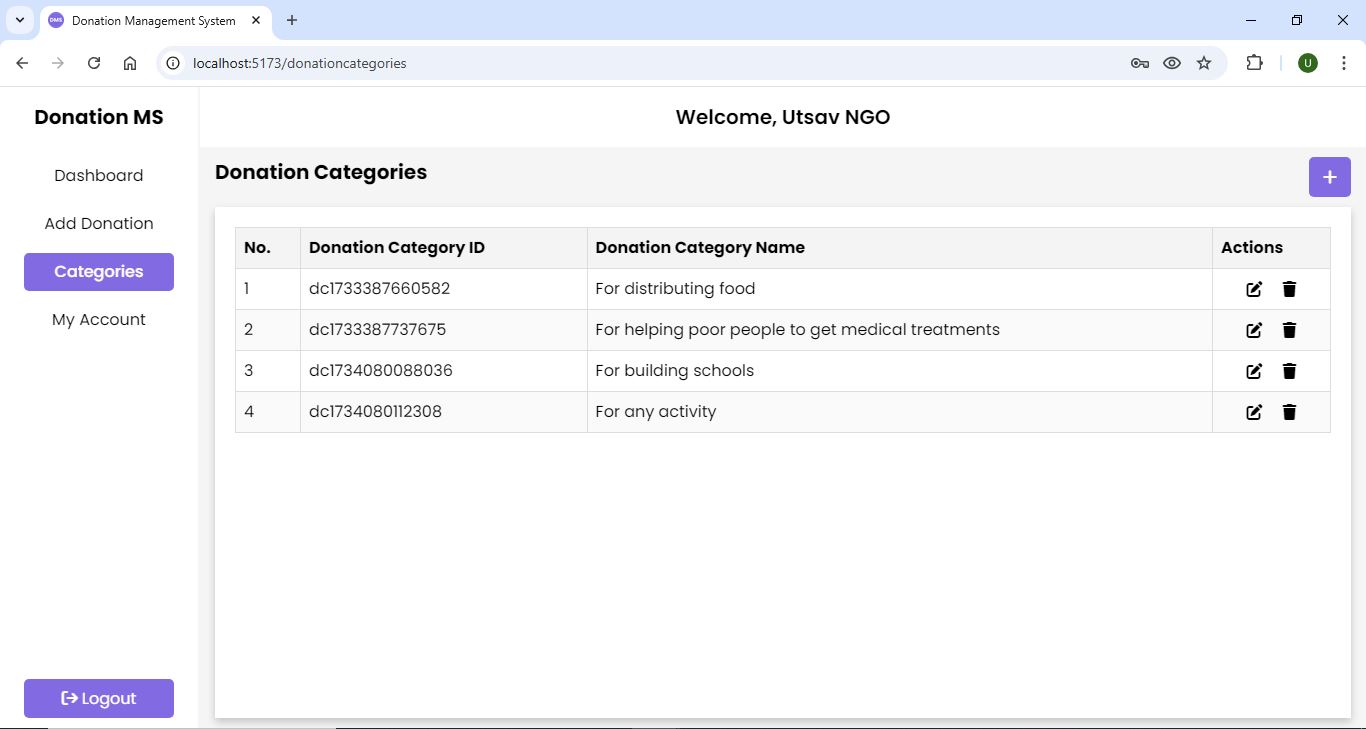 DMS Donation Management System
localhost:5173/donationcategories
U
Donation MS
Welcome, Utsav NGO
Dashboard
Add Donation
Categories
My Account
Logout
Donation Categories
+
No. Donation Category ID Donation Category Name Actions
1 dc1733387660582 For distributing food
2 dc1733387737675 For helping poor people to get medical treatments
3 dc1734080088036 For building schools
4 dc1734080112308 For any activity